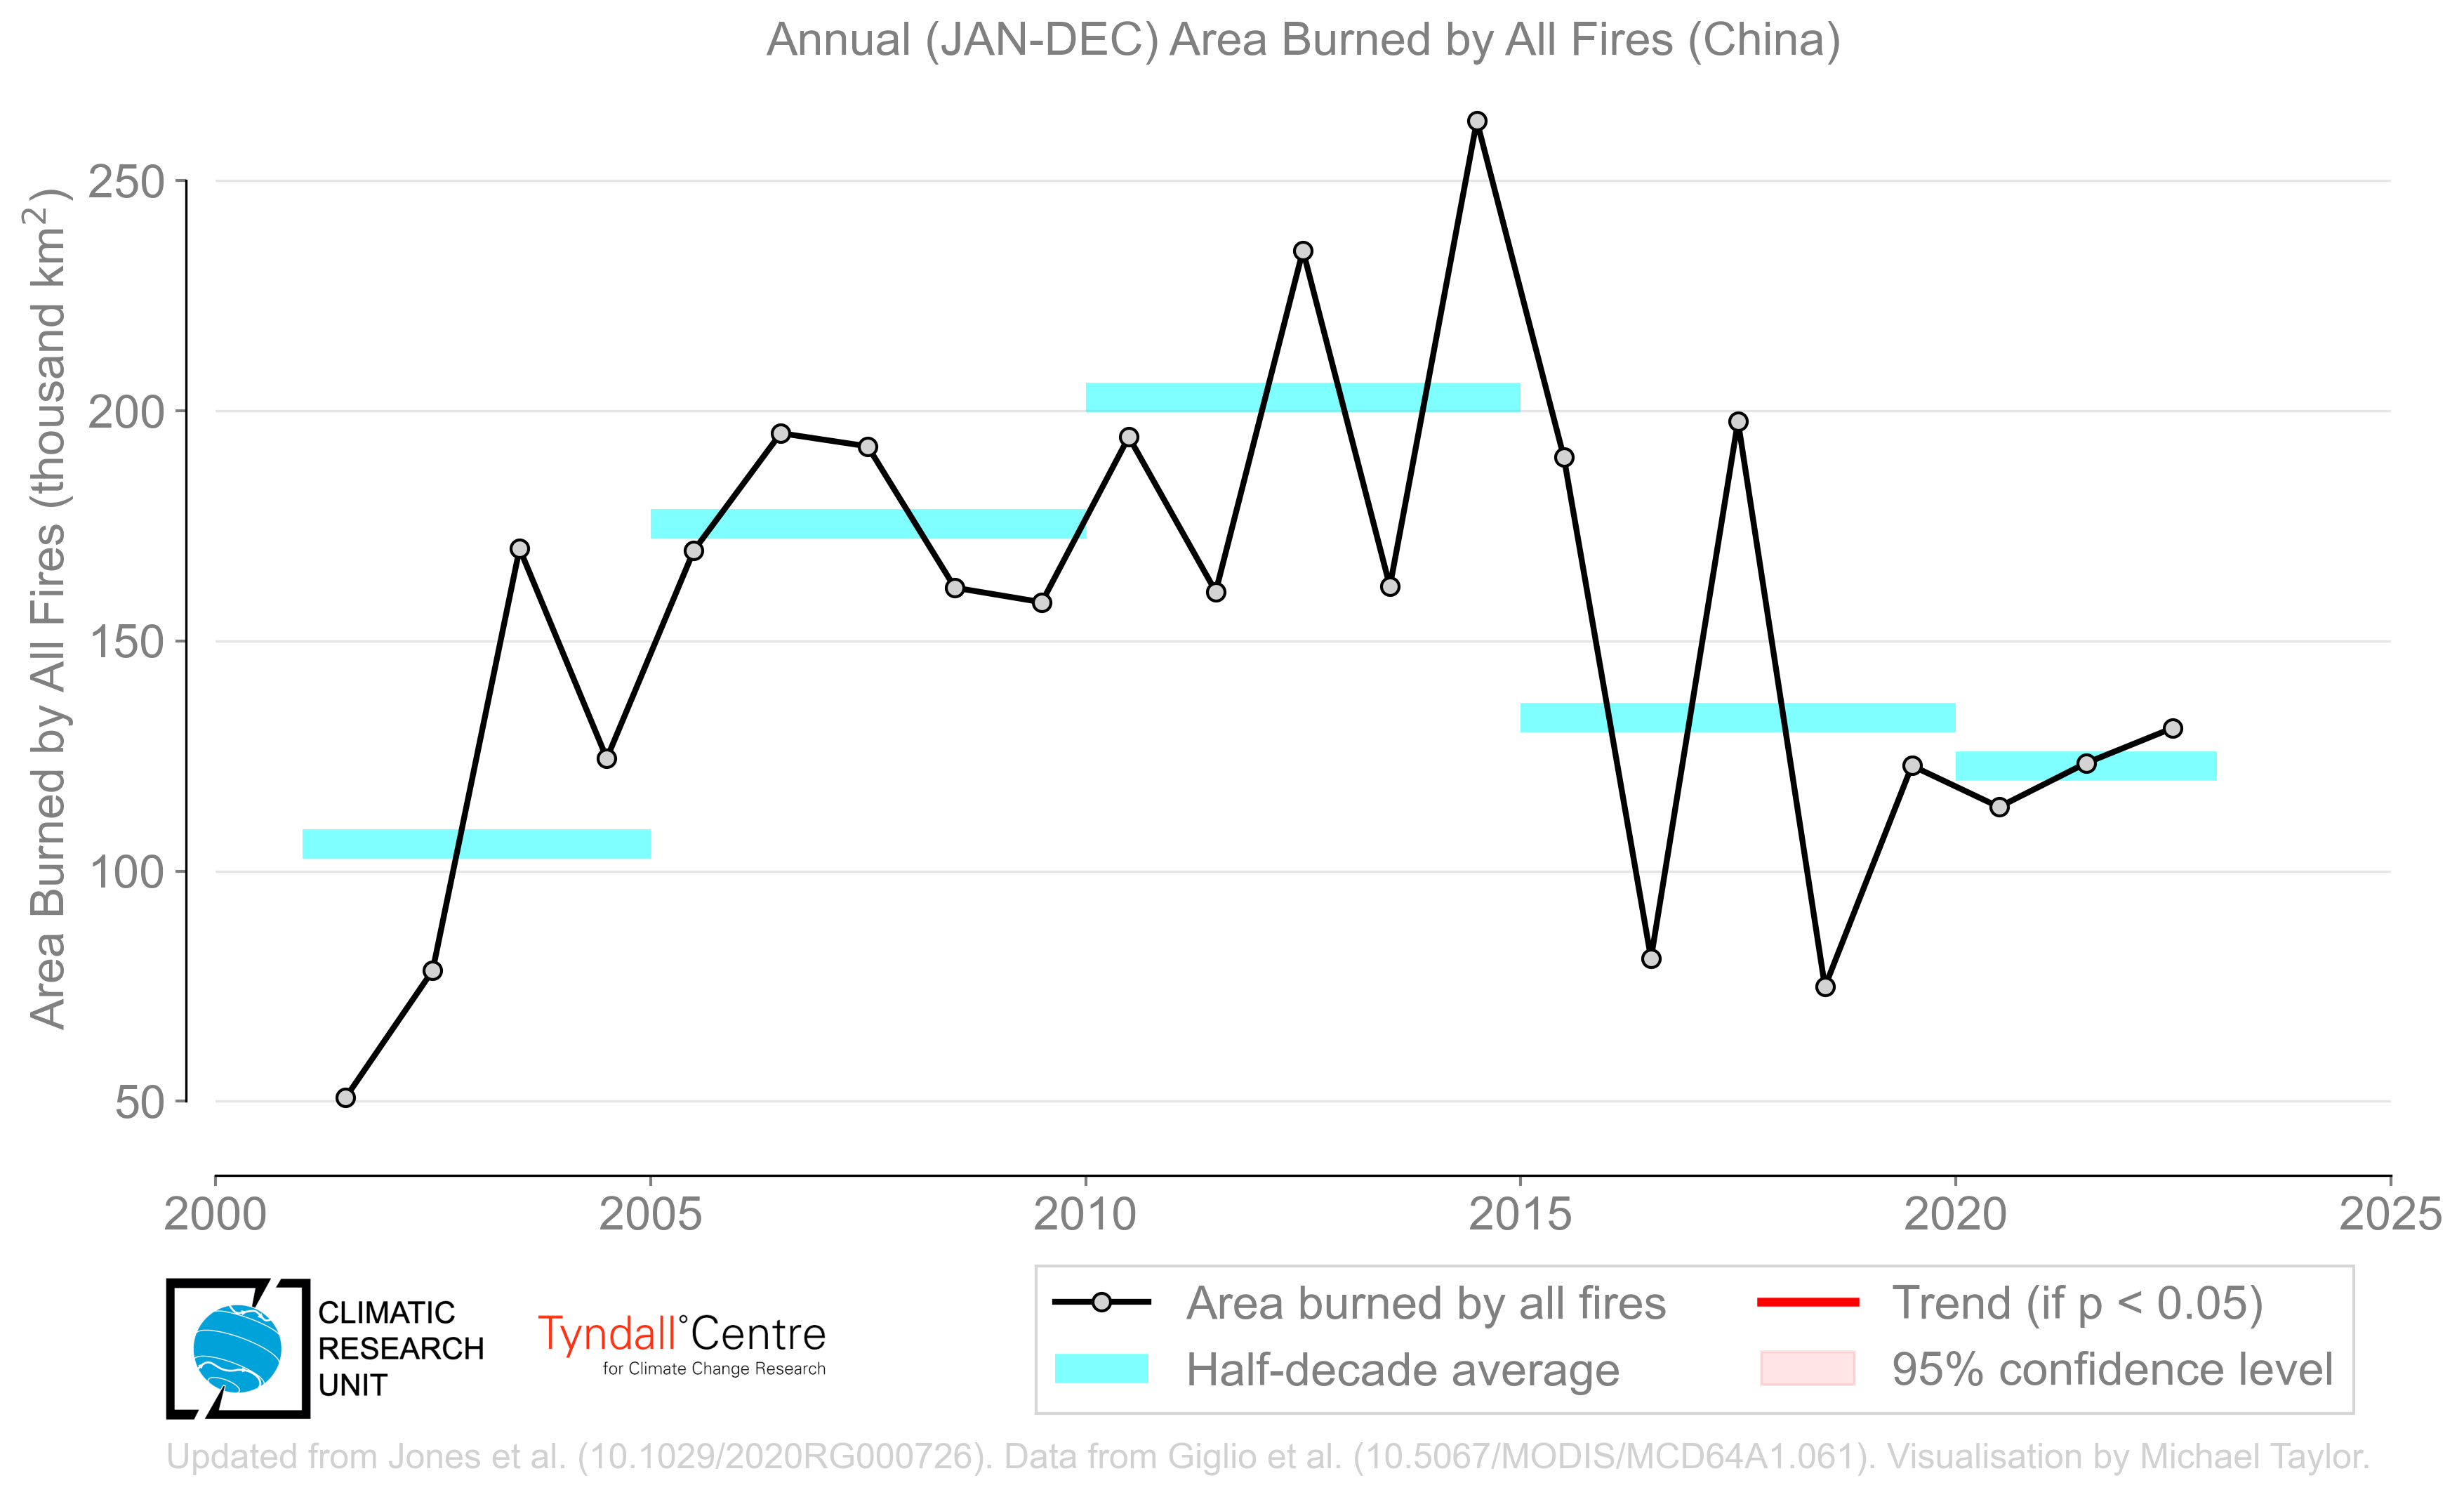 Annual (JAN-DEC) Area Burned by All Fires (China)
Area Burned by All Fires (thousand km²)
250
200
150
100
50
2000
2005
2010
2015
2020
2025
CLIMATIC
RESEARCH
UNIT
Tyndall°Centre
for Climate Change Research
Area burned by all fires
Half-decade average
Trend (if p < 0.05)
95% confidence level
Updated from Jones et al. (10.1029/2020RG000726). Data from Giglio et al. (10.5067/MODIS/MCD64A1.061). Visualisation by Michael Taylor.